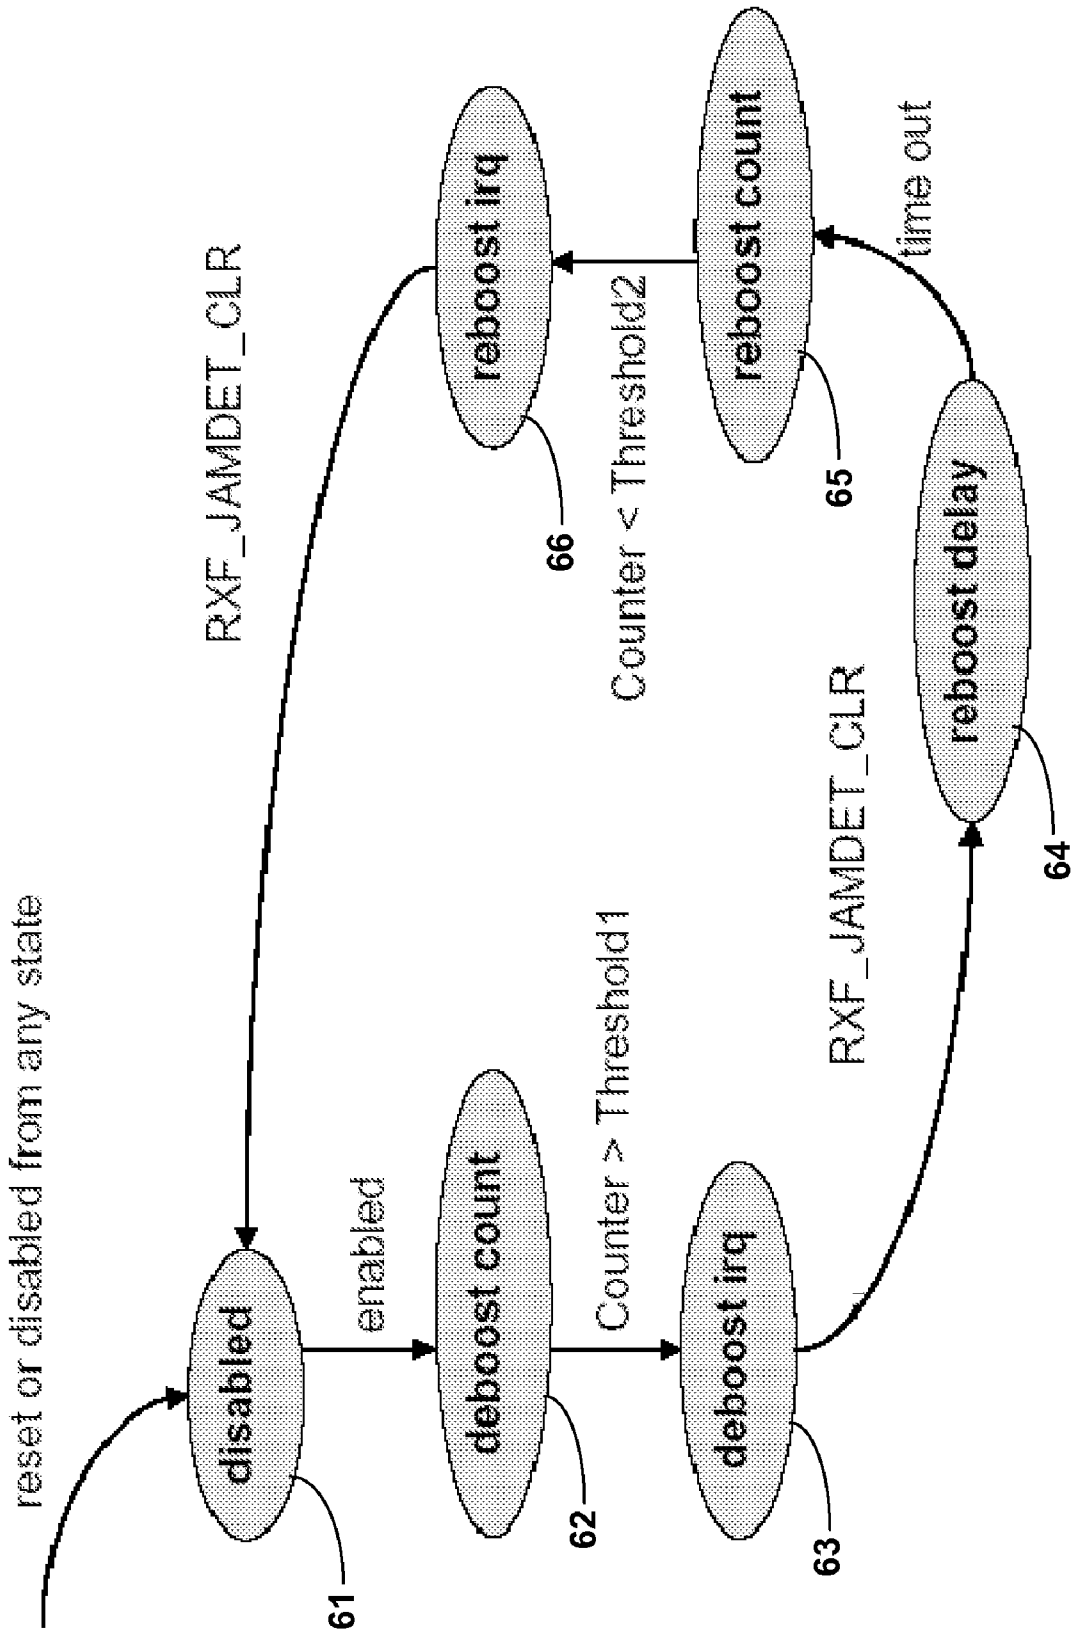 reset or disabled from any state
disabled
61
enabled
deboost count
62
Counter > Threshold1
deboost irq
63
RXF_JAMDET_CLR
reboost delay
64
time out
reboost count
65
Counter < Threshold2
reboost irq
66
RXF_JAMDET_CLR